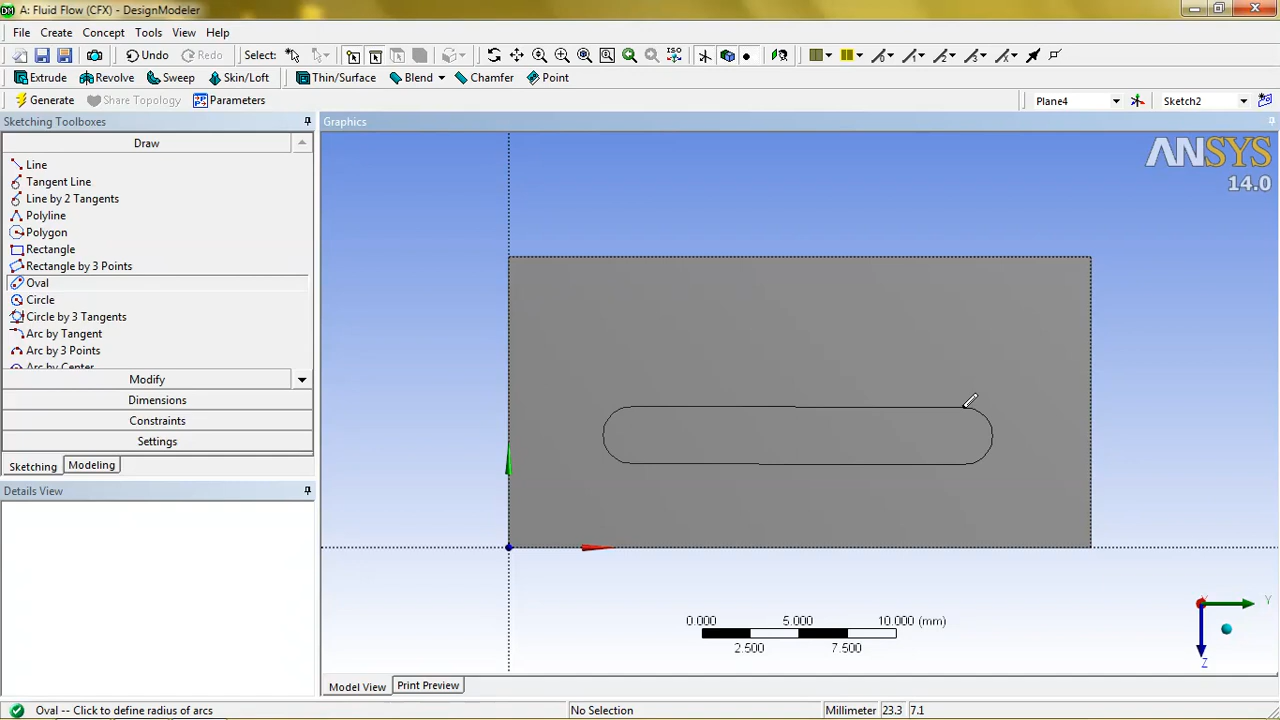 A: Fluid Flow (CFX) - DesignModeler
File Create Concept Tools View Help
Undo Redo Select:
Extrude Revolve Sweep Skin/Loft Thin/Surface Blend Chamfer Point
Generate Share Topology Parameters Plane4 Sketch2
Sketching Toolboxes
Graphics
Draw
Line
Tangent Line
Line by 2 Tangents
Polyline
Polygon
Rectangle
Rectangle by 3 Points
Oval
Circle
Circle by 3 Tangents
Arc by Tangent
Arc by 3 Points
Arc by Center
Modify
Dimensions
Constraints
Settings
Sketching Modeling
Details View
ANSYS
14.0
0.000 5.000 10.000 (mm)
2.500 7.500
X
Y
Z
Model View Print Preview
Oval -- Click to define radius of arcs No Selection Millimeter 23.3 7.1